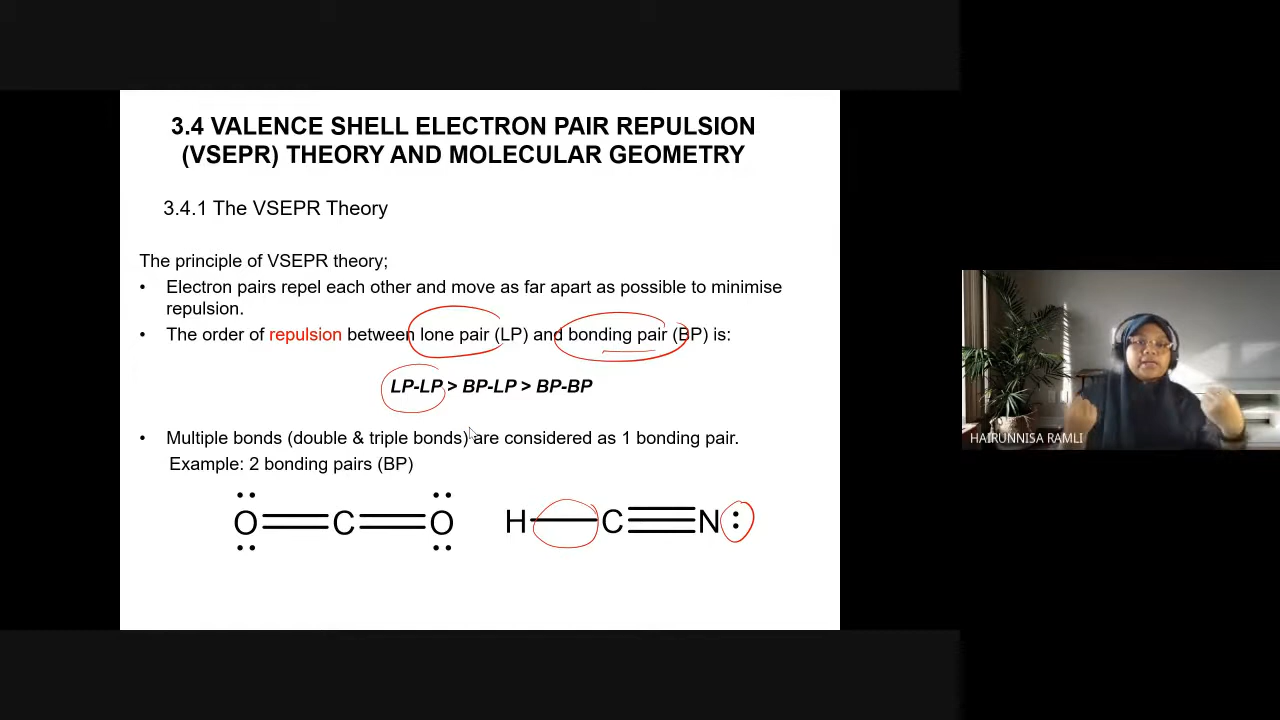 3.4 VALENCE SHELL ELECTRON PAIR REPULSION
(VSEPR) THEORY AND MOLECULAR GEOMETRY
3.4.1 The VSEPR Theory
The principle of VSEPR theory;
• Electron pairs repel each other and move as far apart as possible to minimise
repulsion.
• The order of repulsion between lone pair (LP) and bonding pair (BP) is:
LP-LP > BP-LP > BP-BP
• Multiple bonds (double & triple bonds) are considered as 1 bonding pair.
Example: 2 bonding pairs (BP)
O C O H C N
HAIRUNNISA RAMLI